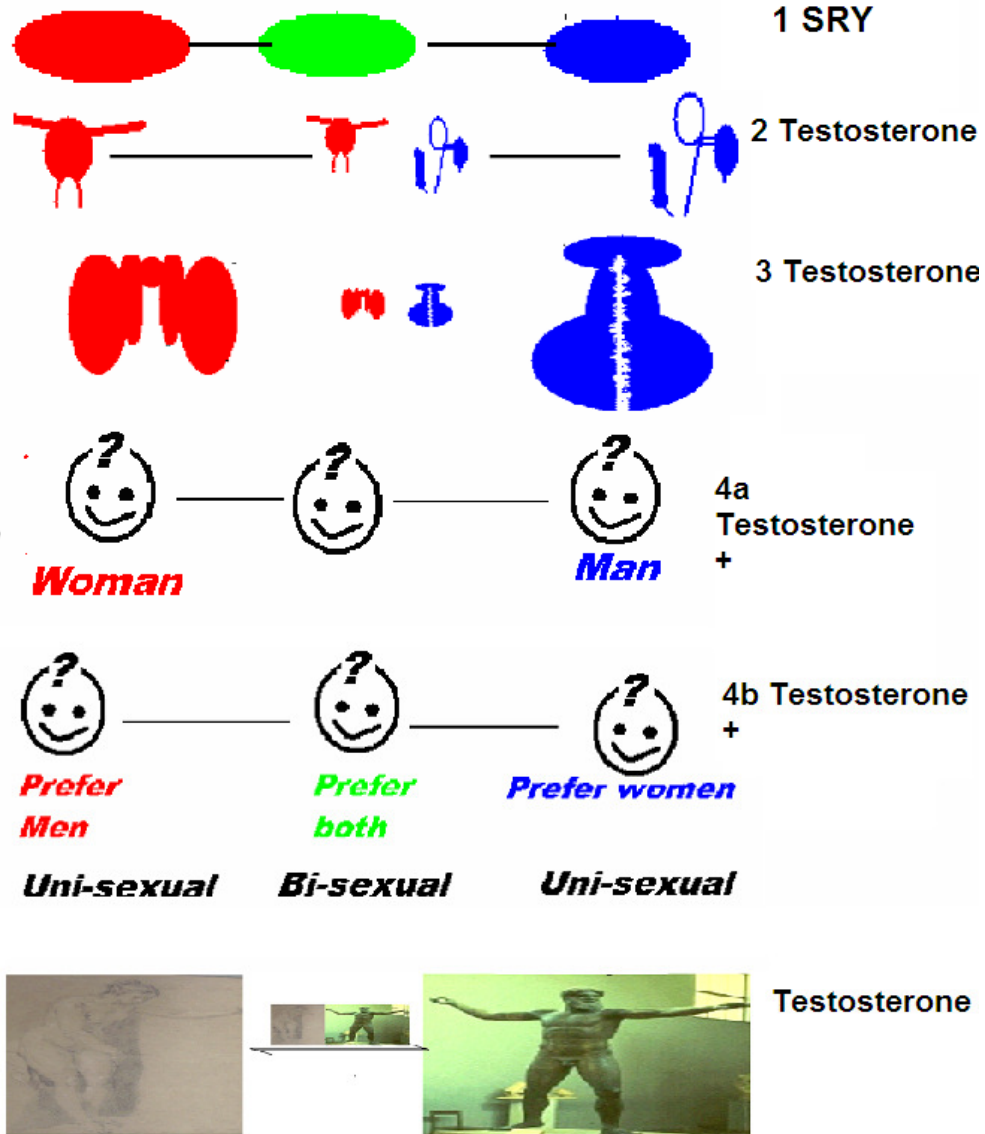 1 SRY
2 Testosterone
3 Testosterone
?
?
?
4a
Testosterone
+
Woman
Man
?
?
?
4b Testosterone
+
Prefer
Men
Prefer
both
Prefer women
Uni-sexual
Bi-sexual
Uni-sexual
Testosterone